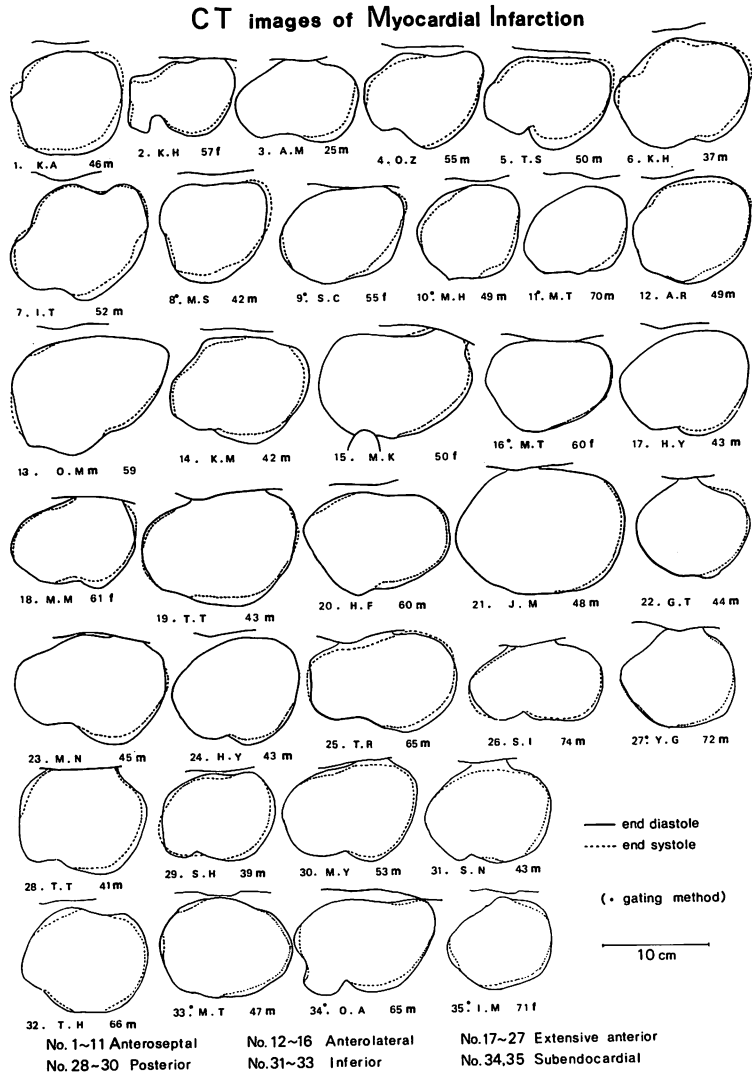 CT images of Myocardial Infarction
1. K.A 46m
2. K.H 57f
3. A.M 25m
4. O.Z 55m
5. T.S 50m
6. K.H 37m
7. I.T 52m
8°. M.S 42m
9°. S.C 55f
10°. M.H 49m
11°. M.T 70m
12. A.R 49m
13. O.Mm 59
14. K.M 42m
15. M.K 50f
16°. M.T 60f
17. H.Y 43m
18. M.M 61f
19. T.T 43m
20. H.F 60m
21. J.M 48m
22. G.T 44m
23. M.N 45m
24. H.Y 43m
25. T.R 65m
26. S.I 74m
27° Y.G 72m
28. T.T 41m
29. S.H 39m
30. M.Y 53m
31. S.N 43m
end diastole
end systole
(• gating method)
10 cm
32. T.H 66m
33.° M.T 47m
34°. O.A 65m
35° I.M 71f
No.1~11 Anteroseptal No.12~16 Anterolateral No.17~27 Extensive anterior
No.28~30 Posterior No.31~33 Inferior No.34,35 Subendocardial